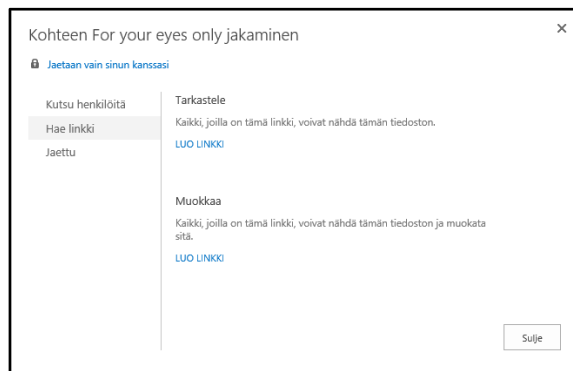 Kohteen For your eyes only jakaminen
Jaetaan vain sinun kanssasi
Kutsu henkilöitä
Hae linkki
Jaettu
Tarkastele
Kaikki, joilla on tämä linkki, voivat nähdä tämän tiedoston.
LUO LINKKI
Muokkaa
Kaikki, joilla on tämä linkki, voivat nähdä tämän tiedoston ja muokata
sitä.
LUO LINKKI
Sulje